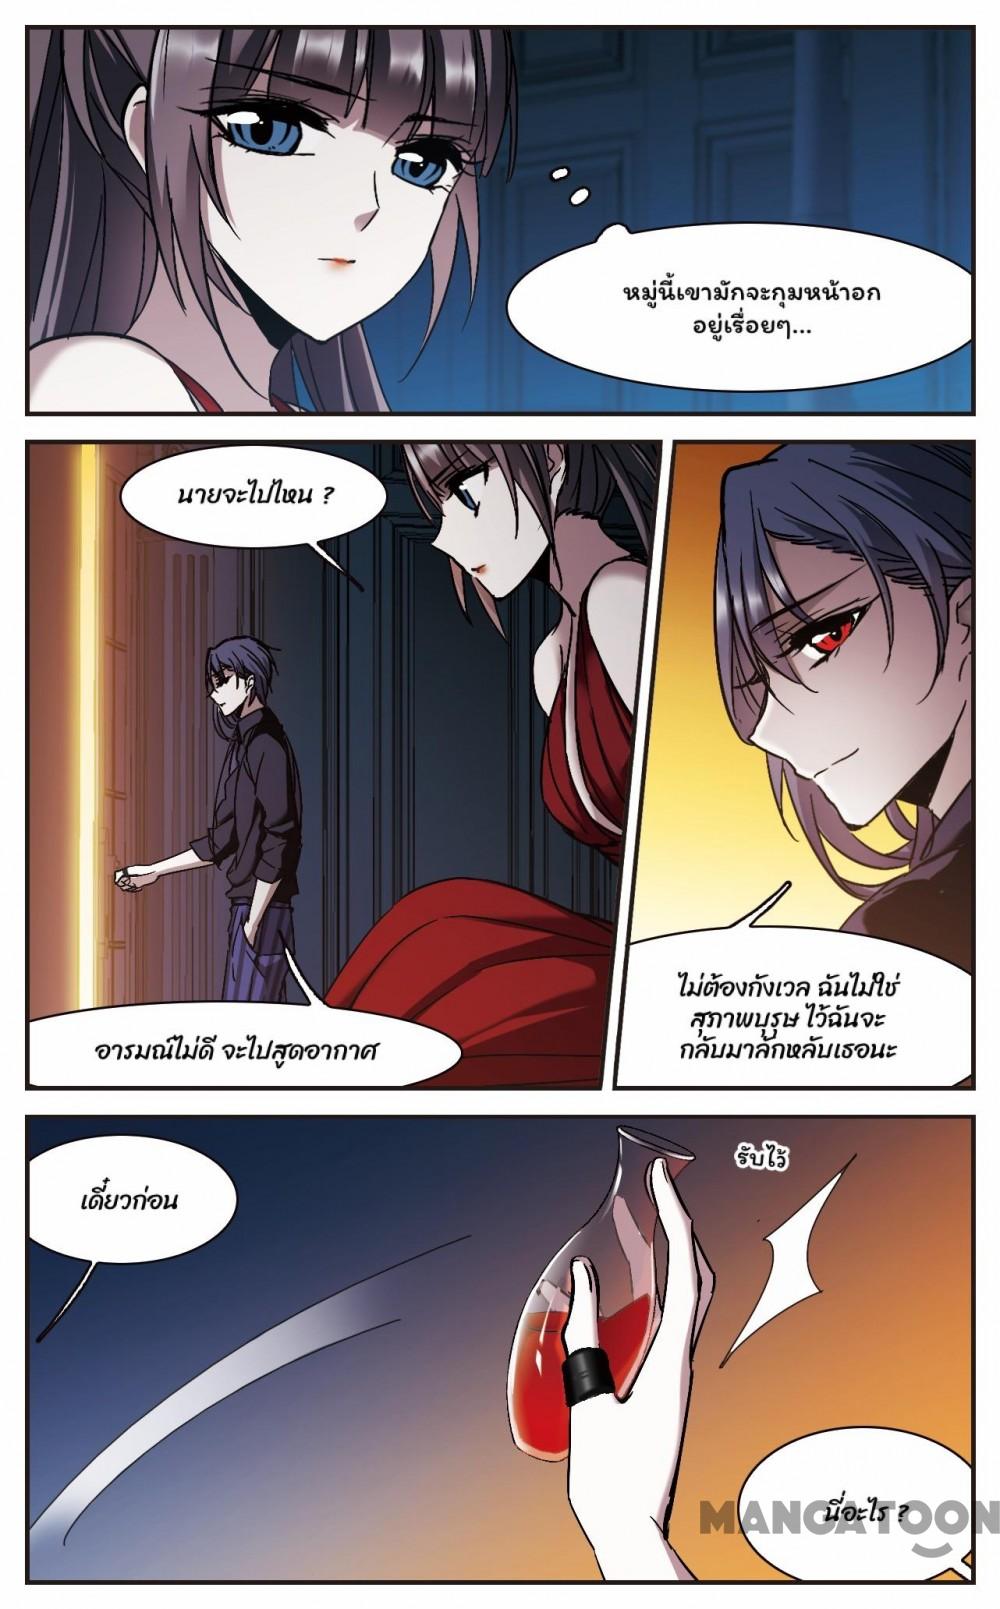 หมู่นี้เขามักจะกุมหน้าอก
อยู่เรื่อยๆ...
นายจะไปไหน ?
อารมณ์ไม่ดี จะไปสูดอากาศ
ไม่ต้องกังเวล ฉันไม่ใช่
สุภาพบุรุษ ไว้ฉันจะ
กลับมาลักหลับเธอนะ
เดี๋ยวก่อน
รับไว้
นี่อะไร ?
MANGATOON